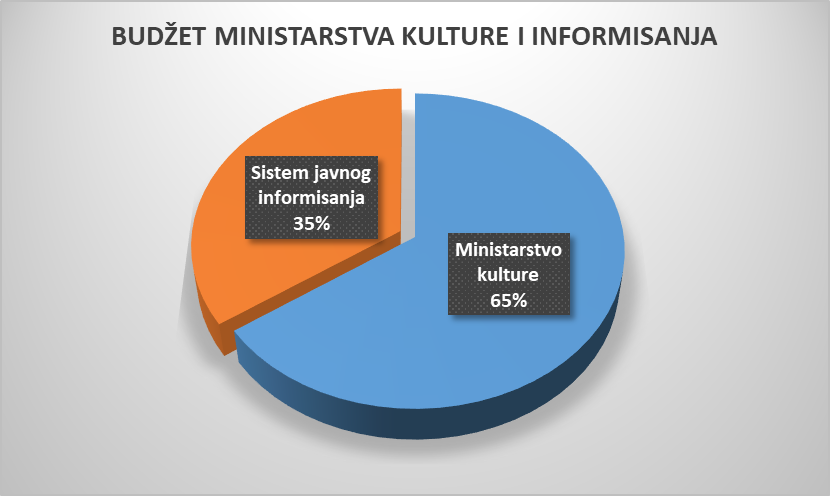 BUDŽET MINISTARSTVA KULTURE I INFORMISANJA
Sistem javnog
informisanja
35%
Ministarstvo
kulture
65%